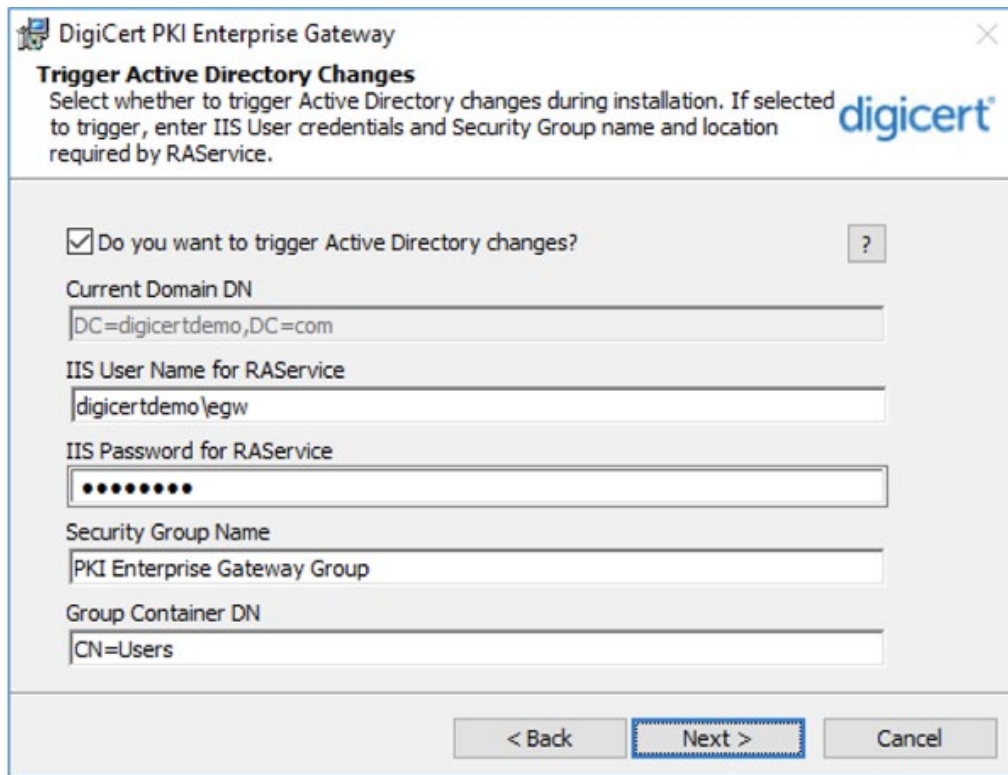 DigiCert PKI Enterprise Gateway
Trigger Active Directory Changes
Select whether to trigger Active Directory changes during installation. If selected
to trigger, enter IIS User credentials and Security Group name and location
required by RAService.
digicert®
Do you want to trigger Active Directory changes?
?
Current Domain DN
DC=digicertdemo,DC=com
IIS User Name for RAService
digicertdemo\egw
IIS Password for RAService
●●●●●●●●
Security Group Name
PKI Enterprise Gateway Group
Group Container DN
CN=Users
< Back
Next >
Cancel